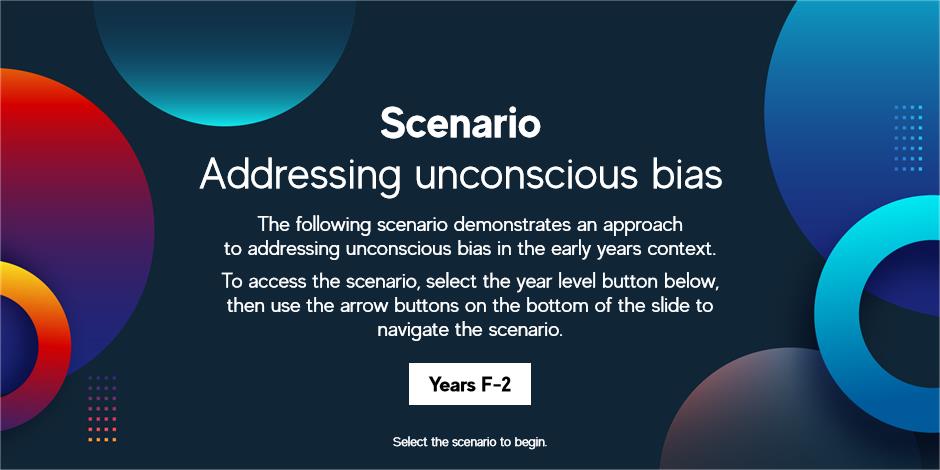 Scenario
Addressing unconscious bias
The following scenario demonstrates an approach
to addressing unconscious bias in the early years context.
To access the scenario, select the year level button below,
then use the arrow buttons on the bottom of the slide to
navigate the scenario.
Years F-2
Select the scenario to begin.